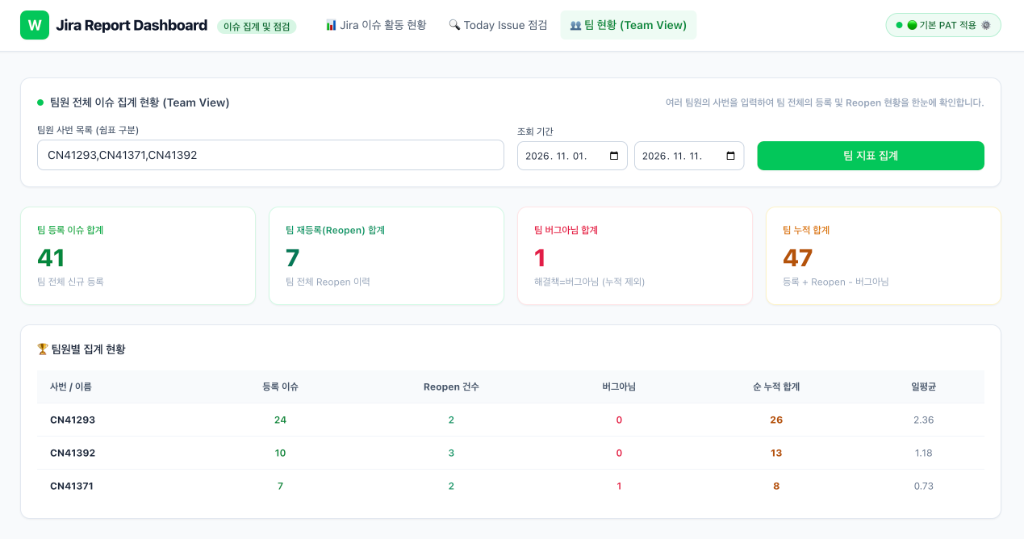 W Jira Report Dashboard 이슈 집계 및 점검 📊 Jira 이슈 활동 현황 🔍 Today Issue 점검 👥 팀 현황 (Team View) 🟢 기본 PAT 적용 ⚙️
팀원 전체 이슈 집계 현황 (Team View) 여러 팀원의 사번을 입력하여 팀 전체의 등록 및 Reopen 현황을 한눈에 확인합니다.
팀원 사번 목록 (쉼표 구분) 조회 기간
CN41293,CN41371,CN41392 2026. 11. 01. 2026. 11. 11. 팀 지표 집계
팀 등록 이슈 합계 팀 재등록(Reopen) 합계 팀 버그아님 합계 팀 누적 합계
41 7 1 47
팀 전체 신규 등록 팀 전체 Reopen 이력 해결책=버그아님 (누적 제외) 등록 + Reopen - 버그아님
🏆 팀원별 집계 현황
사번 / 이름 등록 이슈 Reopen 건수 버그아님 순 누적 합계 일평균
CN41293 24 2 0 26 2.36
CN41392 10 3 0 13 1.18
CN41371 7 2 1 8 0.73